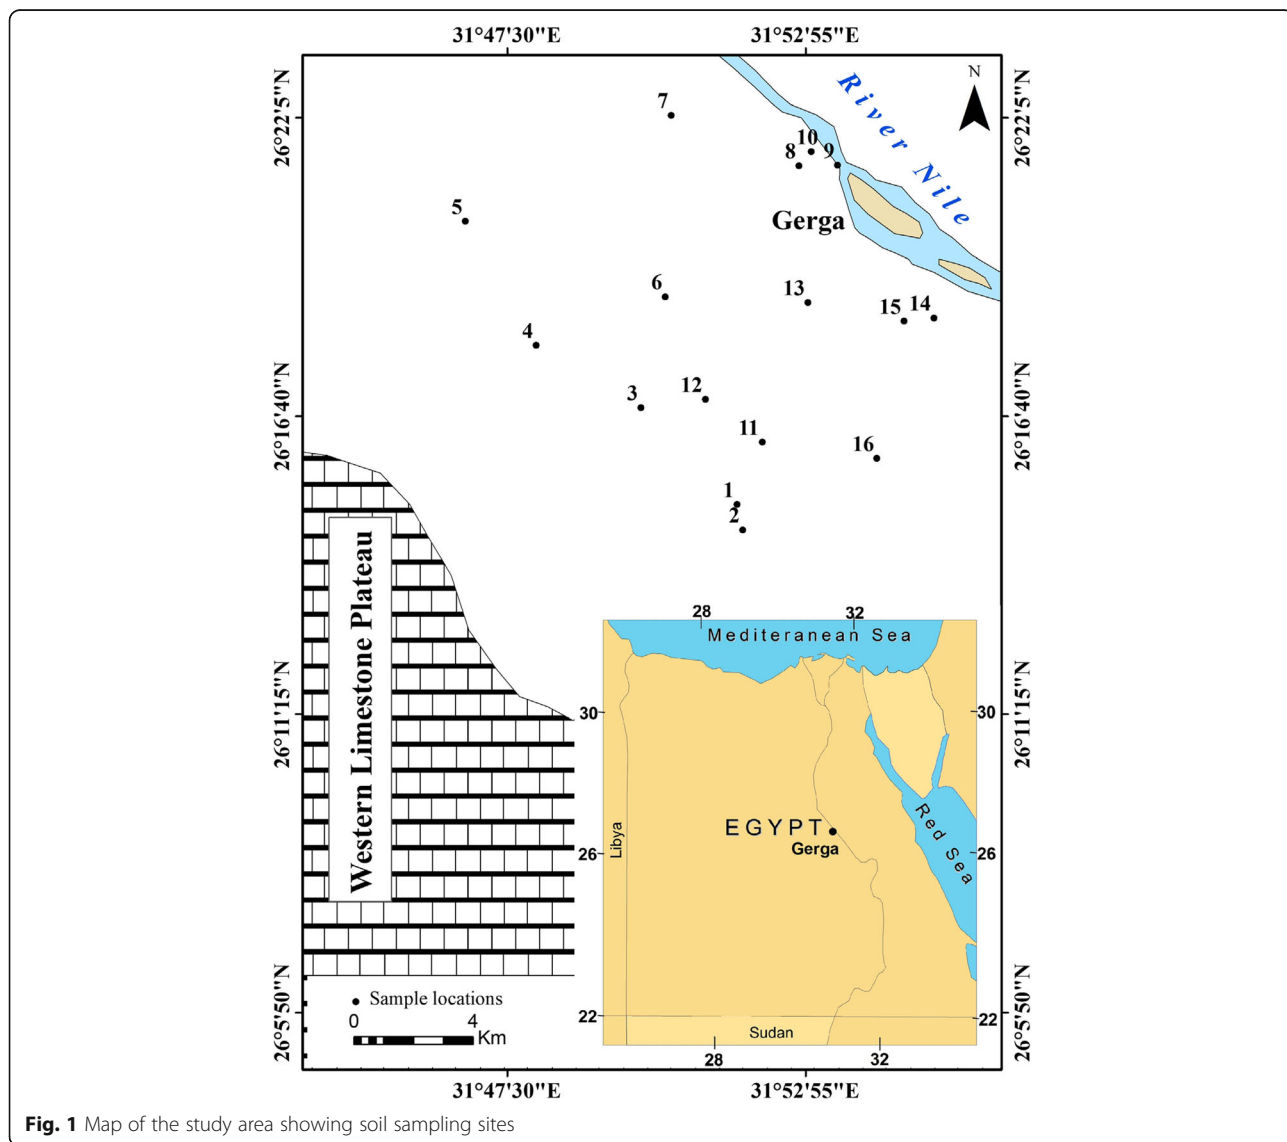 31°47'30"E 31°52'55"E
N
River Nile
26°22'5"N 26°22'5"N
7
10
8 9
5
Gerga
6
13
15 14
4
26°16'40"N 26°16'40"N
3 12
11
16
1
2
Western Limestone Plateau
26°11'15"N 26°11'15"N
28 32
Mediteranean Sea
30 30
EGYPT
Gerga
Red Sea
Libya
26 26
22 22
Sudan
28 32
Sample locations
0 4
Km
26°5'50"N 26°5'50"N
31°47'30"E 31°52'55"E
Fig. 1 Map of the study area showing soil sampling sites